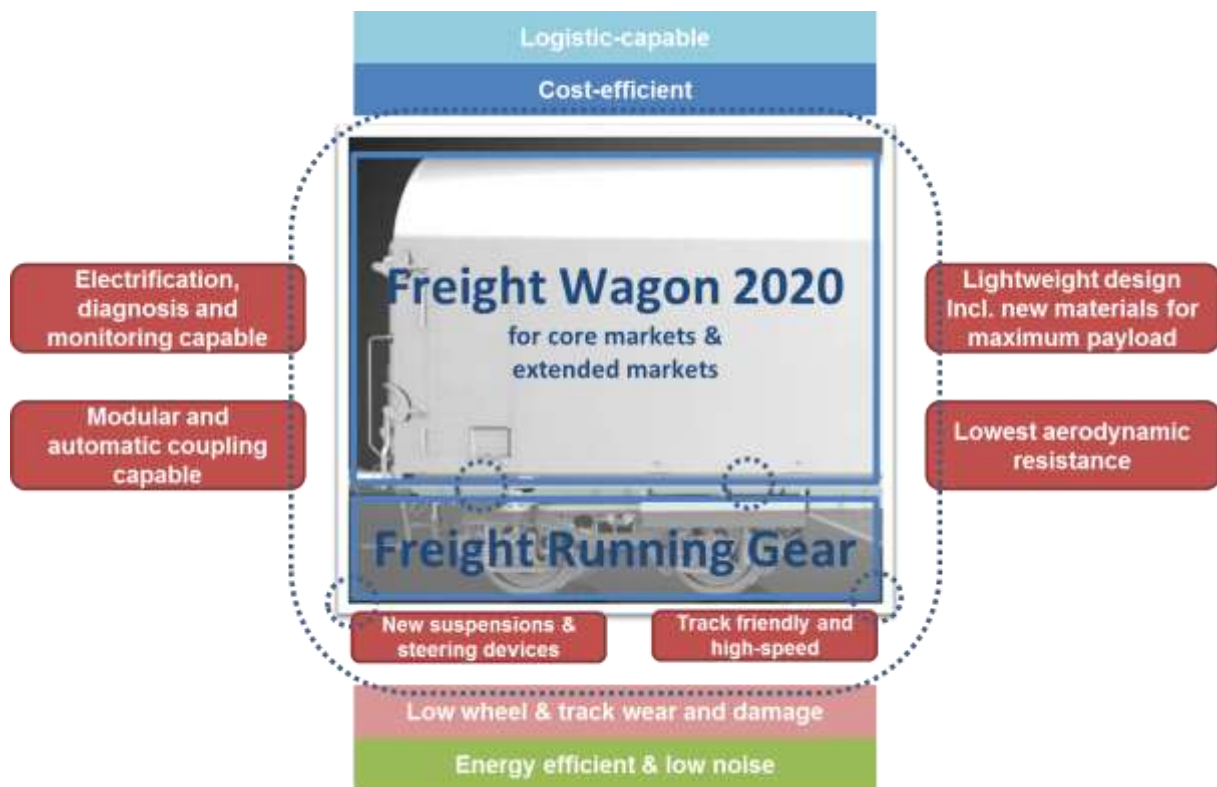 Logistic-capable
Cost-efficient
Electrification,
diagnosis and
monitoring capable
Modular and
automatic coupling
capable
Freight Wagon 2020
for core markets &
extended markets
Lightweight design
Incl. new materials for
maximum payload
Lowest aerodynamic
resistance
Freight Running Gear
New suspensions &
steering devices
Track friendly and
high-speed
Low wheel & track wear and damage
Energy efficient & low noise